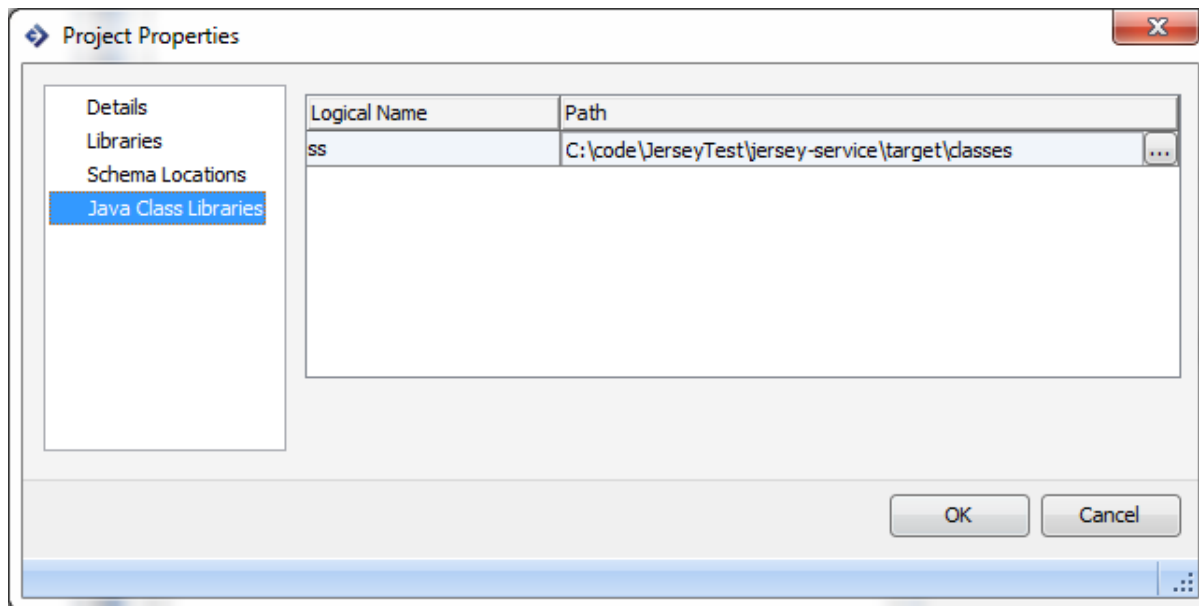 Project Properties
Details
Libraries
Schema Locations
Java Class Libraries
Logical Name Path
ss C:\code\JerseyTest\jersey-service\target\classes ...
OK Cancel